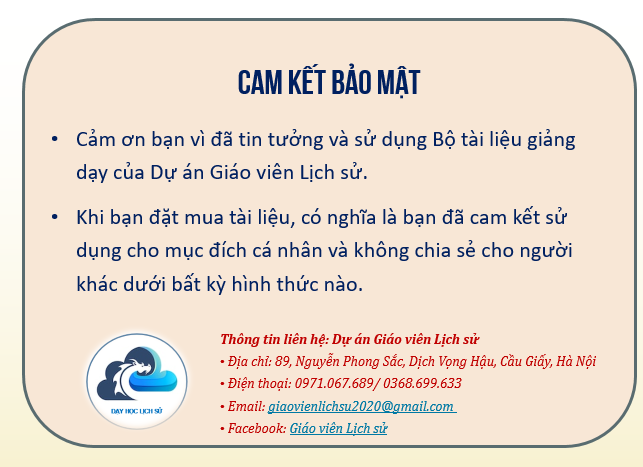 CAM KẾT BẢO MẬT
• Cảm ơn bạn vì đã tin tưởng và sử dụng Bộ tài liệu giảng
dạy của Dự án Giáo viên Lịch sử.
• Khi bạn đặt mua tài liệu, có nghĩa là bạn đã cam kết sử
dụng cho mục đích cá nhân và không chia sẻ cho người
khác dưới bất kỳ hình thức nào.
DẠY HỌC LỊCH SỬ
Thông tin liên hệ: Dự án Giáo viên Lịch sử
• Địa chỉ: 89, Nguyễn Phong Sắc, Dịch Vọng Hậu, Cầu Giấy, Hà Nội
• Điện thoại: 0971.067.689/ 0368.699.633
• Email: giaovienlichsu2020@gmail.com
• Facebook: Giáo viên Lịch sử